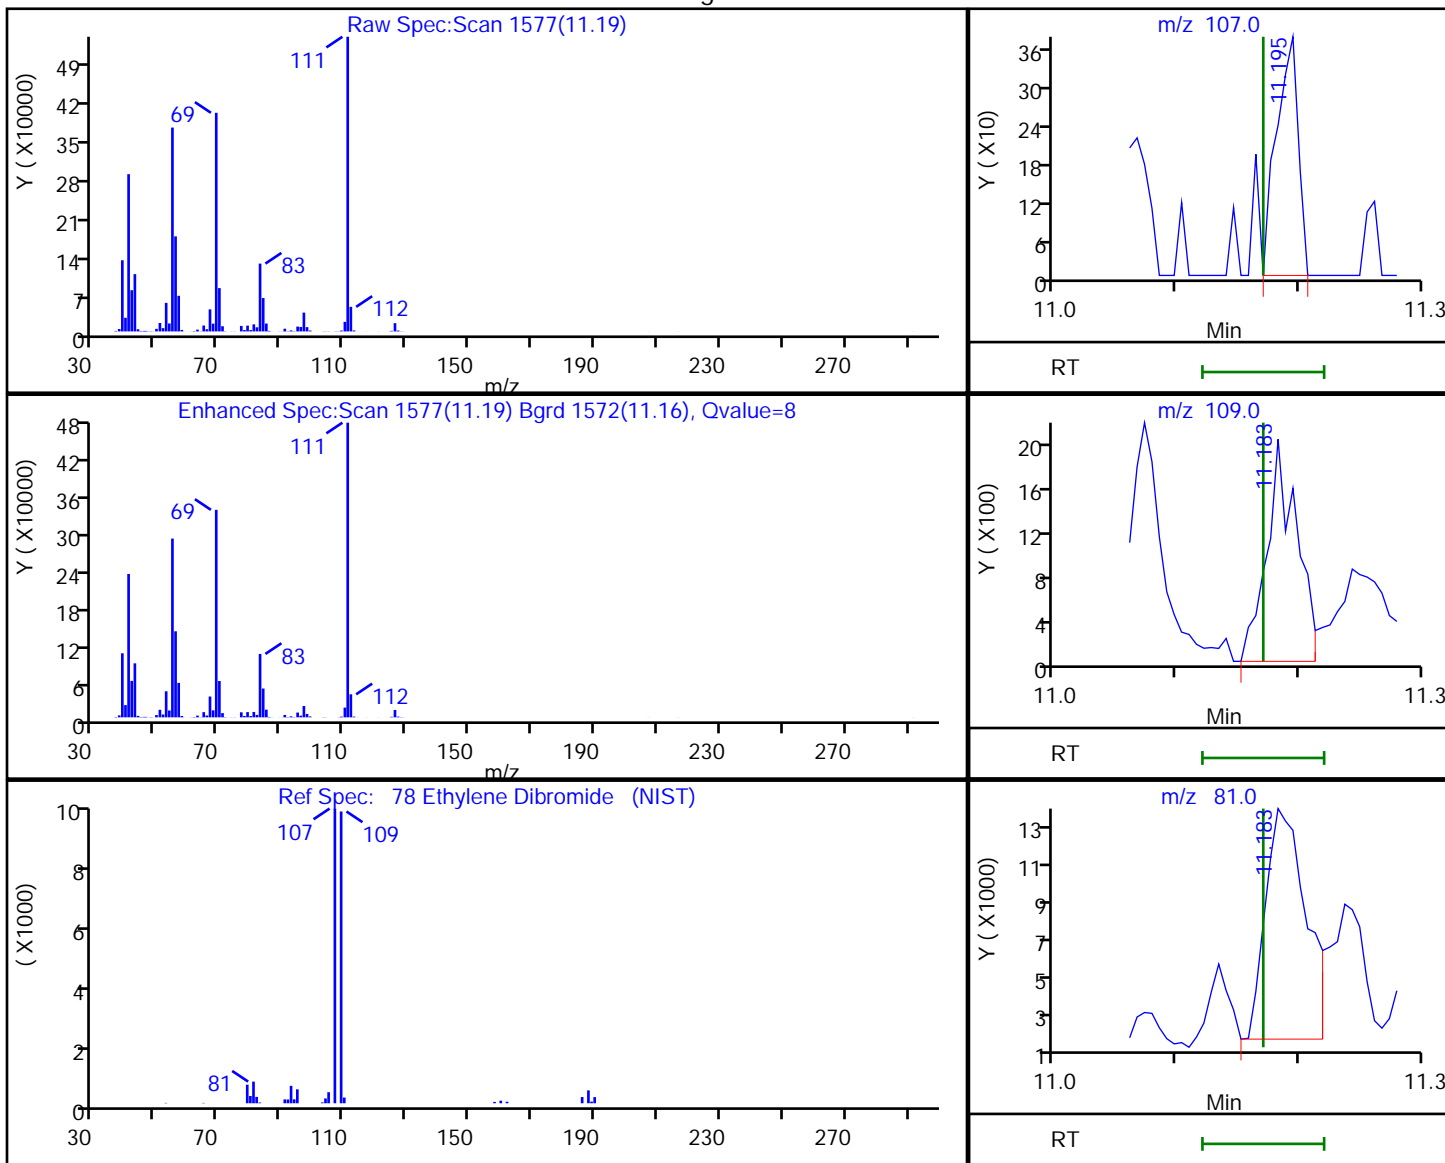 Raw Spec:Scan 1577(11.19)
Y ( X10000)
49
42
35
28
21
14
7
0
111
69
83
112
30 70 110 150 190 230 270
m/z
m/z 107.0
Y ( X10)
36
30
24
18
12
6
0
11.195
11.0 11.3
Min
RT
Enhanced Spec:Scan 1577(11.19) Bgrd 1572(11.16), Qvalue=8
Y ( X10000)
48
42
36
30
24
18
12
6
0
111
69
83
112
30 70 110 150 190 230 270
m/z
m/z 109.0
Y ( X100)
20
16
12
8
4
0
11.183
11.0 11.3
Min
RT
Ref Spec: 78 Ethylene Dibromide (NIST)
( X1000)
10
8
6
4
2
0
107
109
81
30 70 110 150 190 230 270
m/z 81.0
Y ( X1000)
13
11
9
7
5
3
1
11.183
11.0 11.3
Min
RT